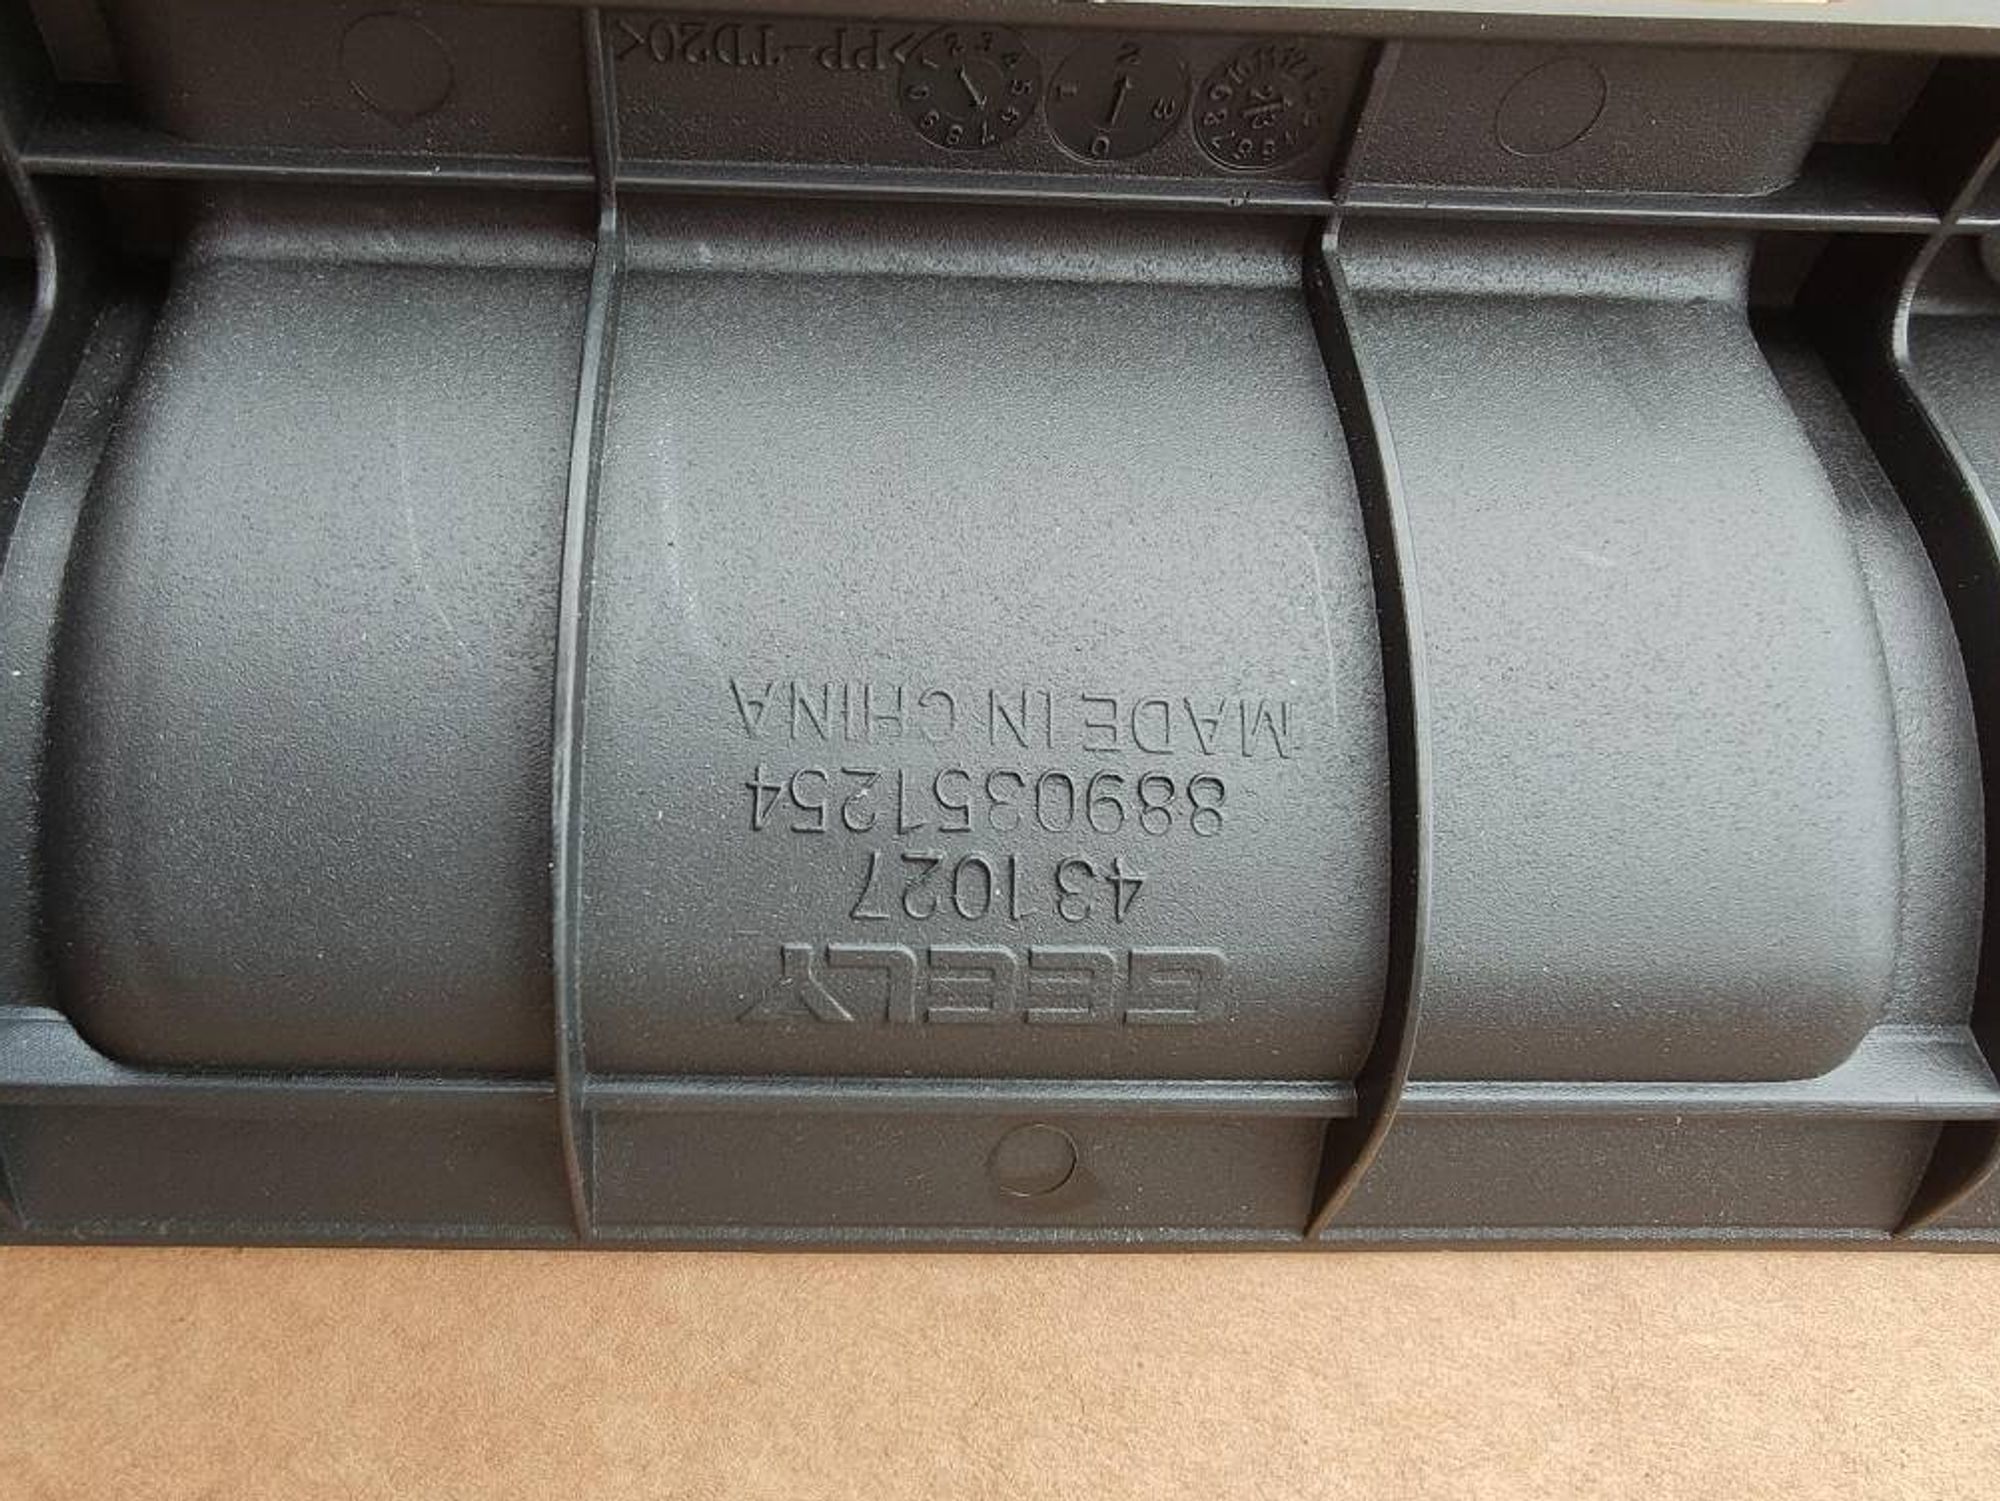 GEELY
431027
8890351254
MADE IN CHINA
>PP-TD20<